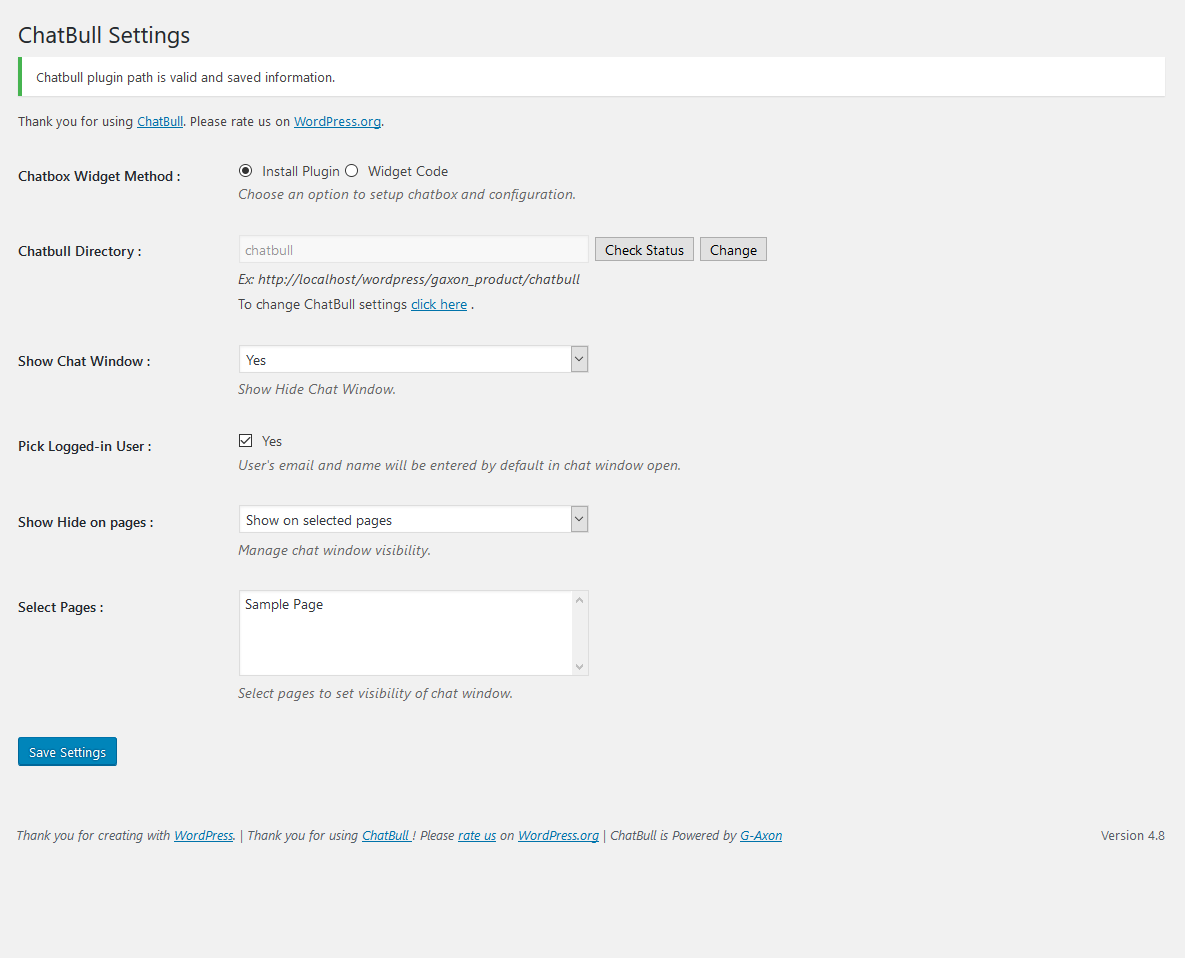 ChatBull Settings
Chatbull plugin path is valid and saved information.
Thank you for using ChatBull. Please rate us on WordPress.org.
Chatbox Widget Method : Install Plugin Widget Code
Choose an option to setup chatbox and configuration.
Chatbull Directory : chatbull Check Status Change
Ex: http://localhost/wordpress/gaxon_product/chatbull
To change ChatBull settings click here .
Show Chat Window : Yes
Show Hide Chat Window.
Pick Logged-in User : Yes
User's email and name will be entered by default in chat window open.
Show Hide on pages : Show on selected pages
Manage chat window visibility.
Select Pages : Sample Page
Select pages to set visibility of chat window.
Save Settings
Thank you for creating with WordPress. | Thank you for using ChatBull ! Please rate us on WordPress.org | ChatBull is Powered by G-Axon Version 4.8